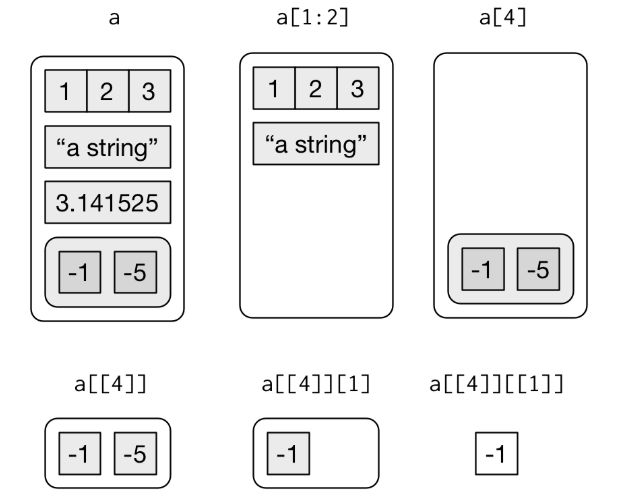 a a[1:2] a[4]
1 2 3 1 2 3
“a string” “a string”
3.141525
-1 -5 -1 -5
a[[4]] a[[4]][1] a[[4]][[1]]
-1 -5 -1 -1